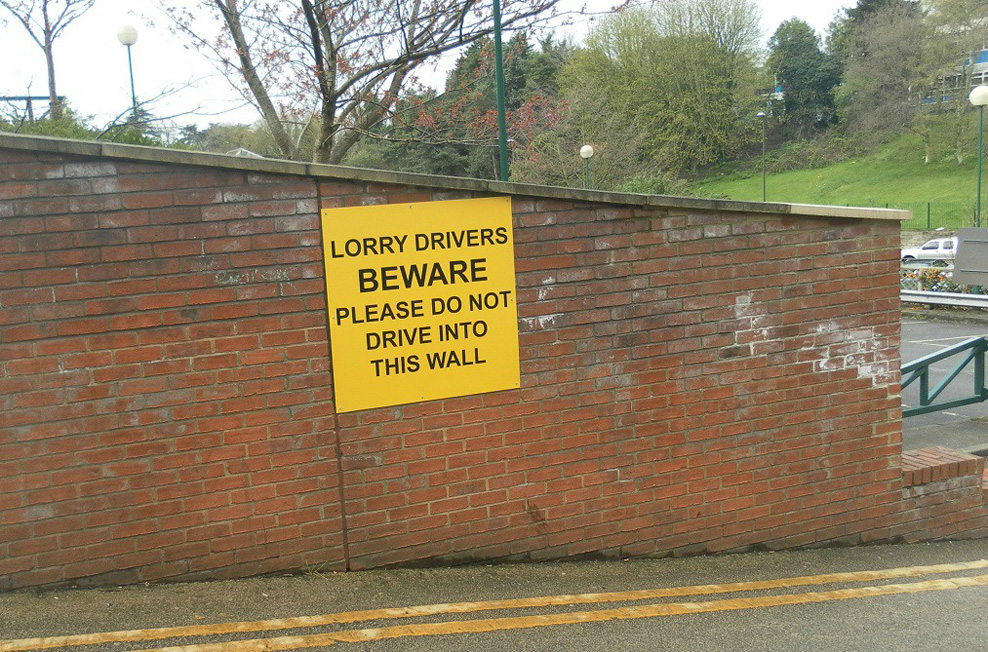 LORRY DRIVERS
BEWARE
PLEASE DO NOT
DRIVE INTO
THIS WALL